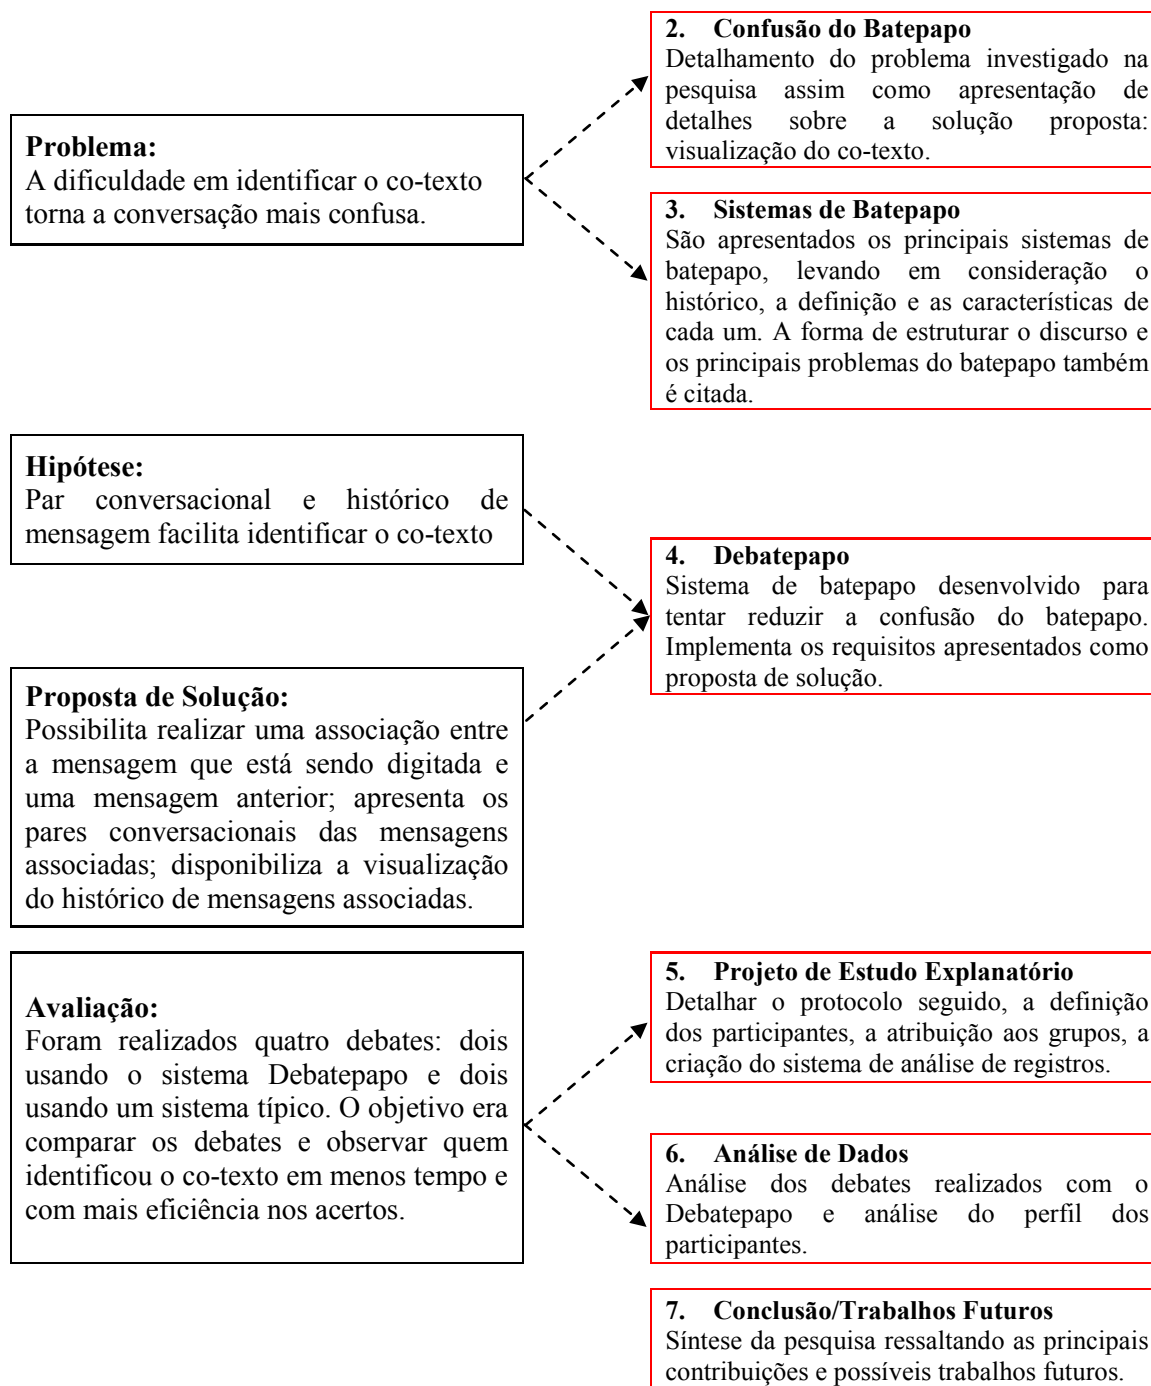 2. Confusão do Batepapo
Detalhamento do problema investigado na
pesquisa assim como apresentação de
detalhes sobre a solução proposta:
visualização do co-texto.
Problema:
A dificuldade em identificar o co-texto
torna a conversação mais confusa.
3. Sistemas de Batepapo
São apresentados os principais sistemas de
batepapo, levando em consideração o
histórico, a definição e as características de
cada um. A forma de estruturar o discurso e
os principais problemas do batepapo também
é citada.
Hipótese:
Par conversacional e histórico de
mensagem facilita identificar o co-texto
4. Debatepapo
Sistema de batepapo desenvolvido para
tentar reduzir a confusão do batepapo.
Implementa os requisitos apresentados como
proposta de solução.
Proposta de Solução:
Possibilita realizar uma associação entre
a mensagem que está sendo digitada e
uma mensagem anterior; apresenta os
pares conversacionais das mensagens
associadas; disponibiliza a visualização
do histórico de mensagens associadas.
Avaliação:
Foram realizados quatro debates: dois
usando o sistema Debatepapo e dois
usando um sistema típico. O objetivo era
comparar os debates e observar quem
identificou o co-texto em menos tempo e
com mais eficiência nos acertos.
5. Projeto de Estudo Explanatório
Detalhar o protocolo seguido, a definição
dos participantes, a atribuição aos grupos, a
criação do sistema de análise de registros.
6. Análise de Dados
Análise dos debates realizados com o
Debatepapo e análise do perfil dos
participantes.
7. Conclusão/Trabalhos Futuros
Síntese da pesquisa ressaltando as principais
contribuições e possíveis trabalhos futuros.